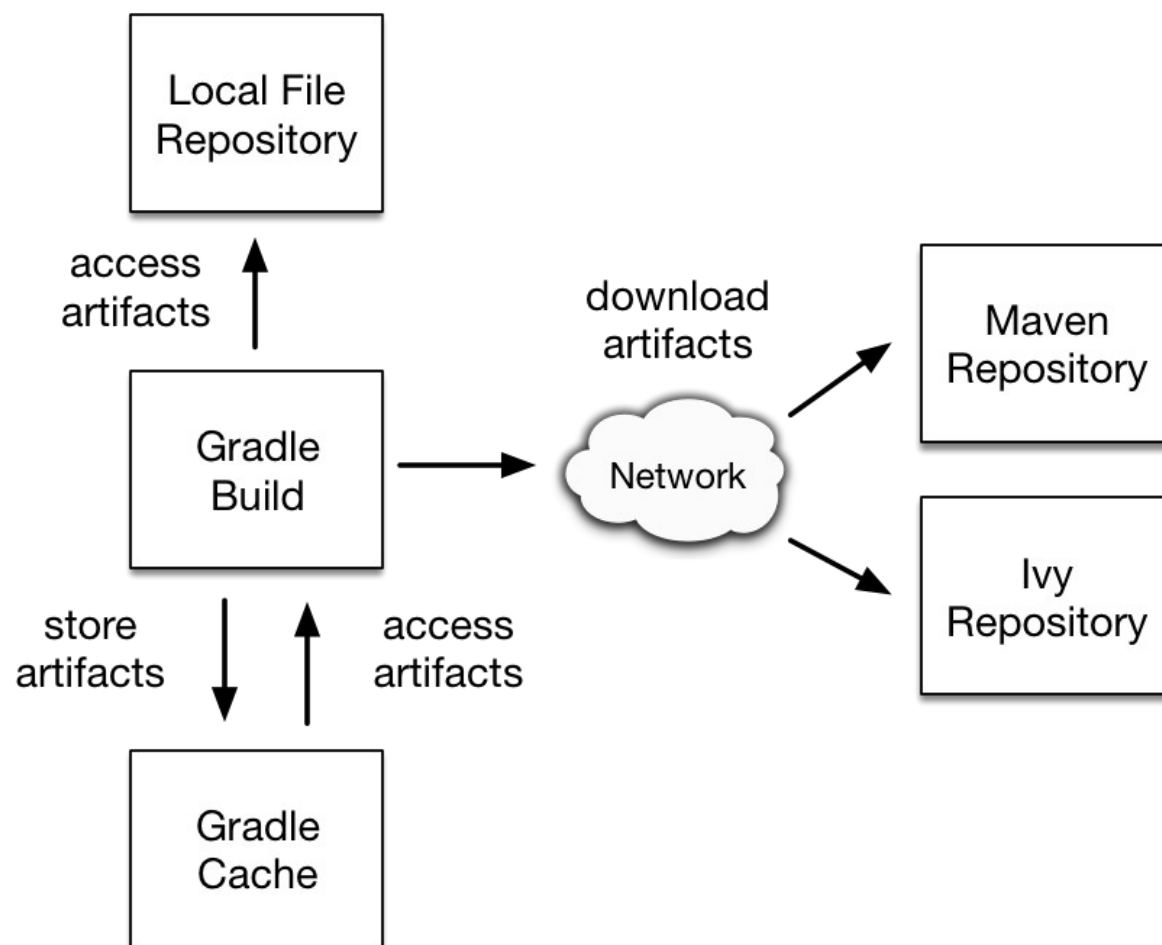 Local File
Repository
access
artifacts
download
artifacts
Maven
Repository
Gradle
Build
Network
Ivy
Repository
store
artifacts
access
artifacts
Gradle
Cache